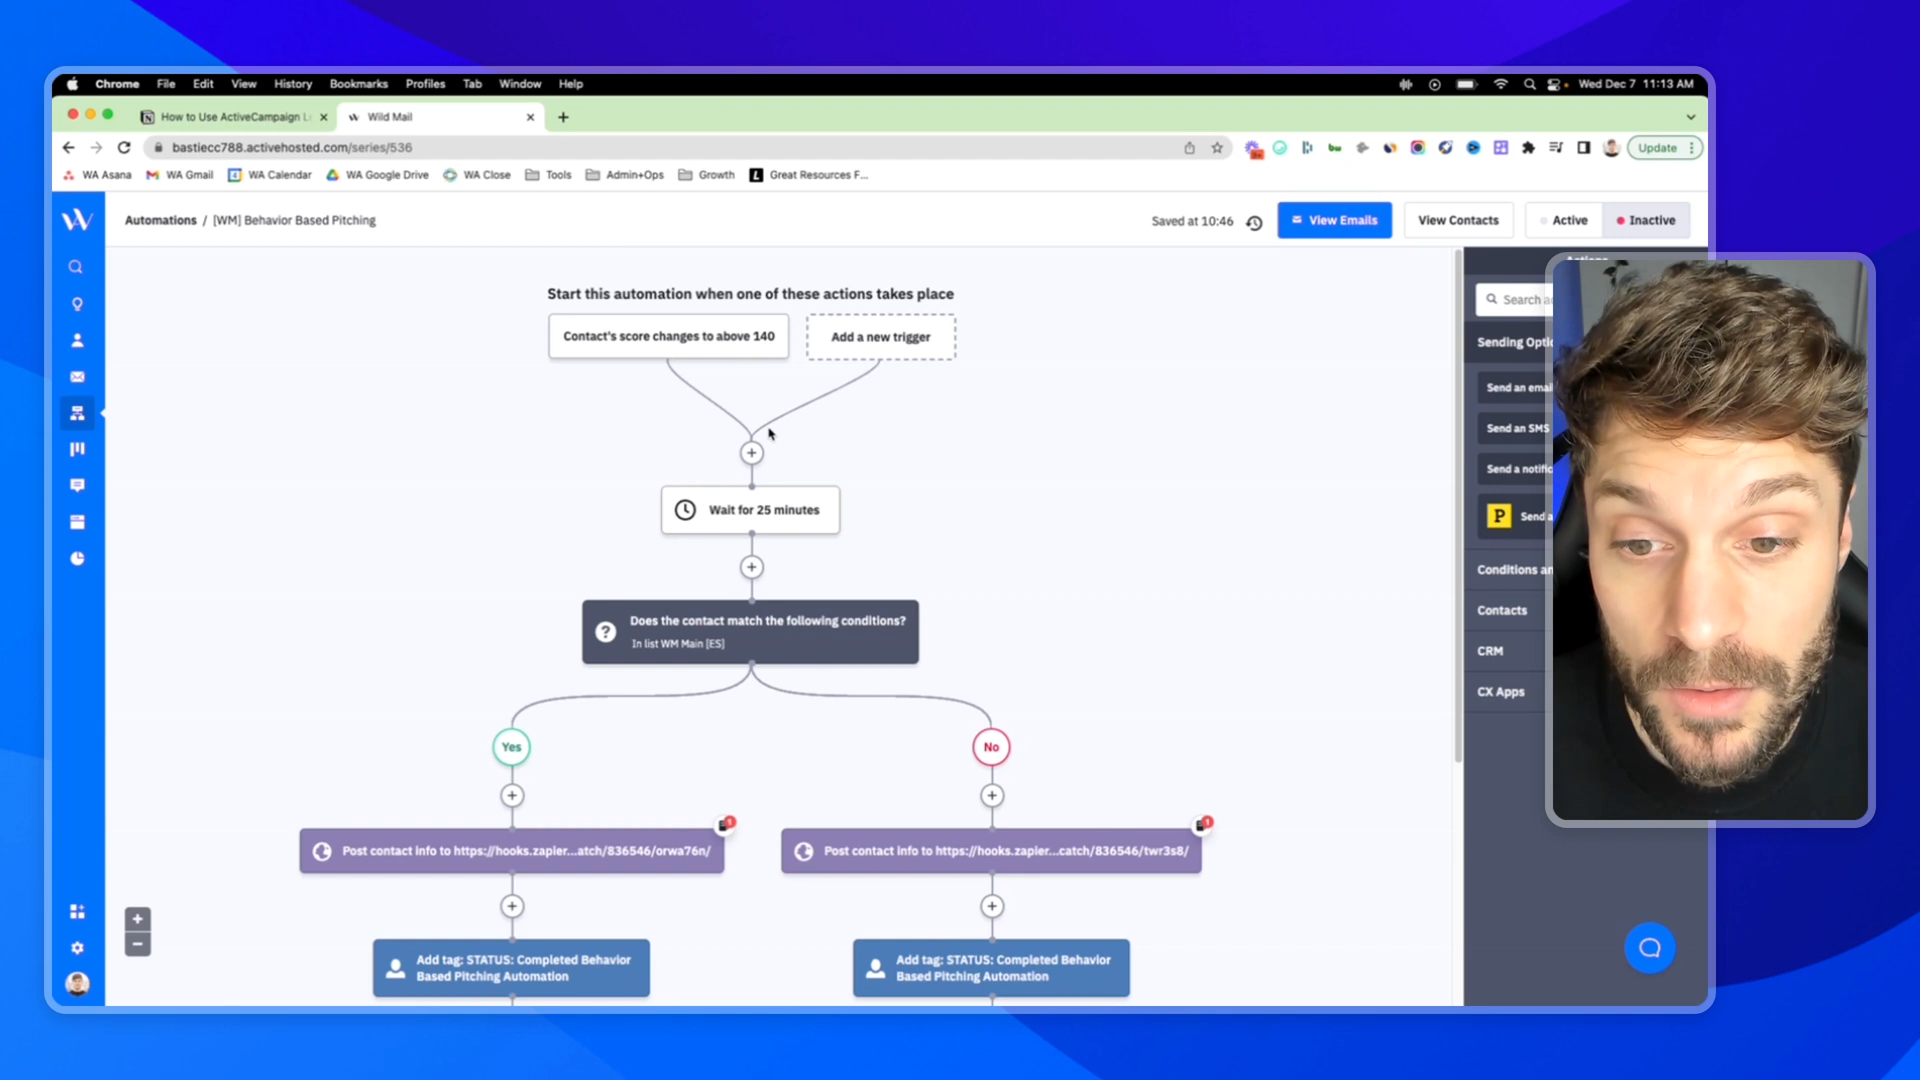 Chrome File Edit View History Bookmarks Profiles Tab Window Help Wed Dec 7 11:13 AM
How to Use ActiveCampaign L Wild Mail
bastiecc788.activehosted.com/series/536 Update
WA Asana WA Gmail WA Calendar WA Google Drive WA Close Tools Admin+Ops Growth Great Resources F...
Automations / [WM] Behavior Based Pitching Saved at 10:46 View Emails View Contacts Active Inactive
Start this automation when one of these actions takes place
Contact's score changes to above 140
Add a new trigger
Wait for 25 minutes
Does the contact match the following conditions?
In list WM Main [ES]
Yes
No
Post contact info to https://hooks.zapier...atch/836546/orwa76n/
1
Post contact info to https://hooks.zapier...catch/836546/twr3s8/
1
Add tag: STATUS: Completed Behavior
Based Pitching Automation
Add tag: STATUS: Completed Behavior
Based Pitching Automation
Search
Sending
Send an
Send an SMS
Send a
P Send
Conditions
Contacts
CRM
CX Apps